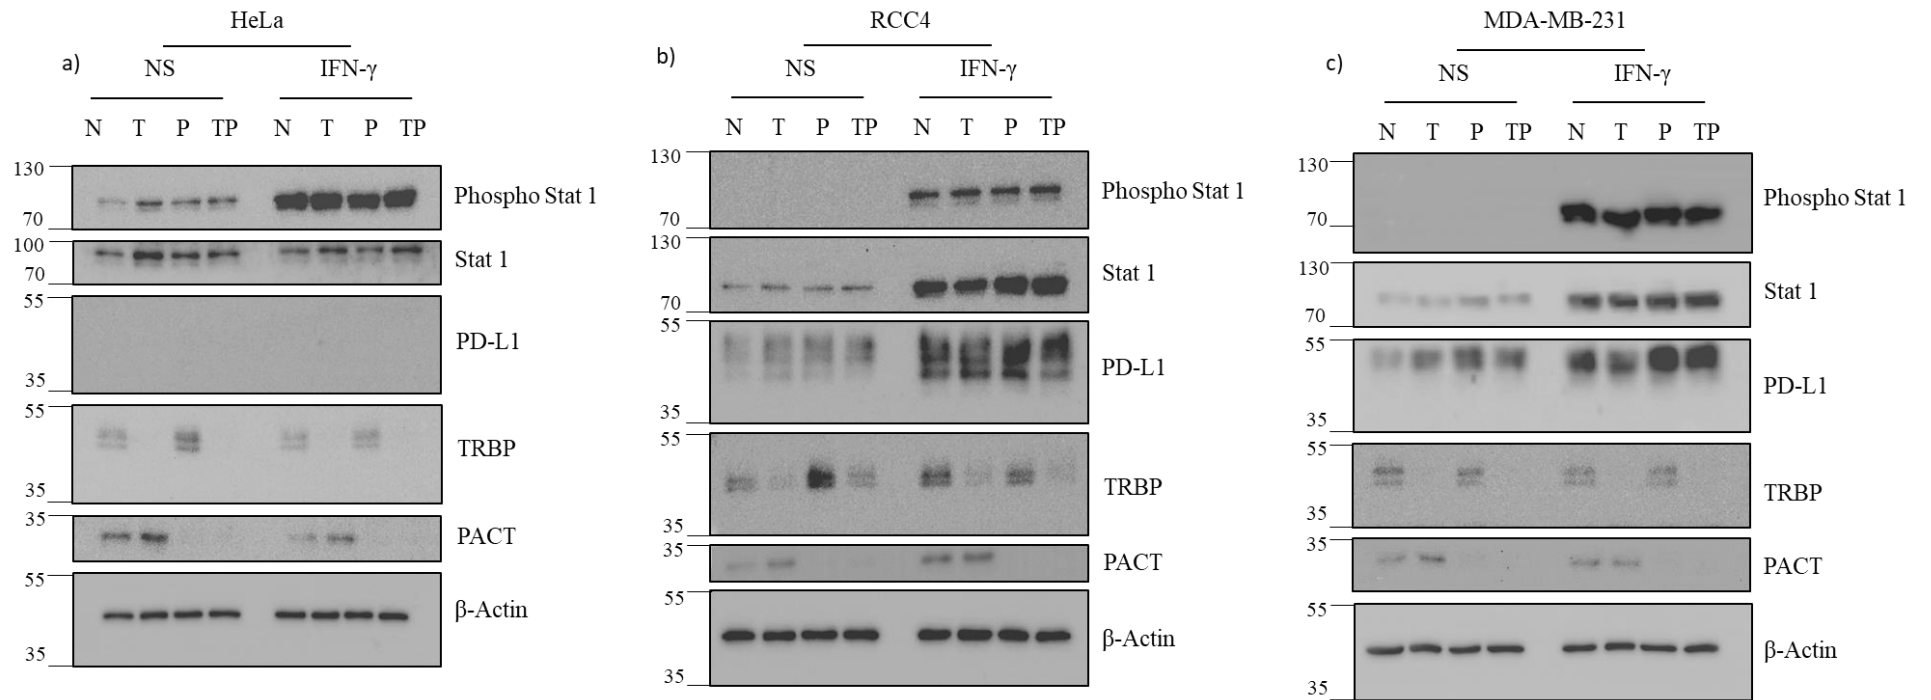 HeLa
a)
NS IFN-γ
N T P TP N T P TP
130
70
Phospho Stat 1
100
70
Stat 1
55
35
PD-L1
55
35
TRBP
35
PACT
55
35
β-Actin
RCC4
b)
NS IFN-γ
N T P TP N T P TP
130
70
Phospho Stat 1
130
70
Stat 1
55
35
PD-L1
55
35
TRBP
35
PACT
55
35
β-Actin
MDA-MB-231
c)
NS IFN-γ
N T P TP N T P TP
130
70
Phospho Stat 1
130
70
Stat 1
55
35
PD-L1
55
35
TRBP
35
PACT
55
35
β-Actin